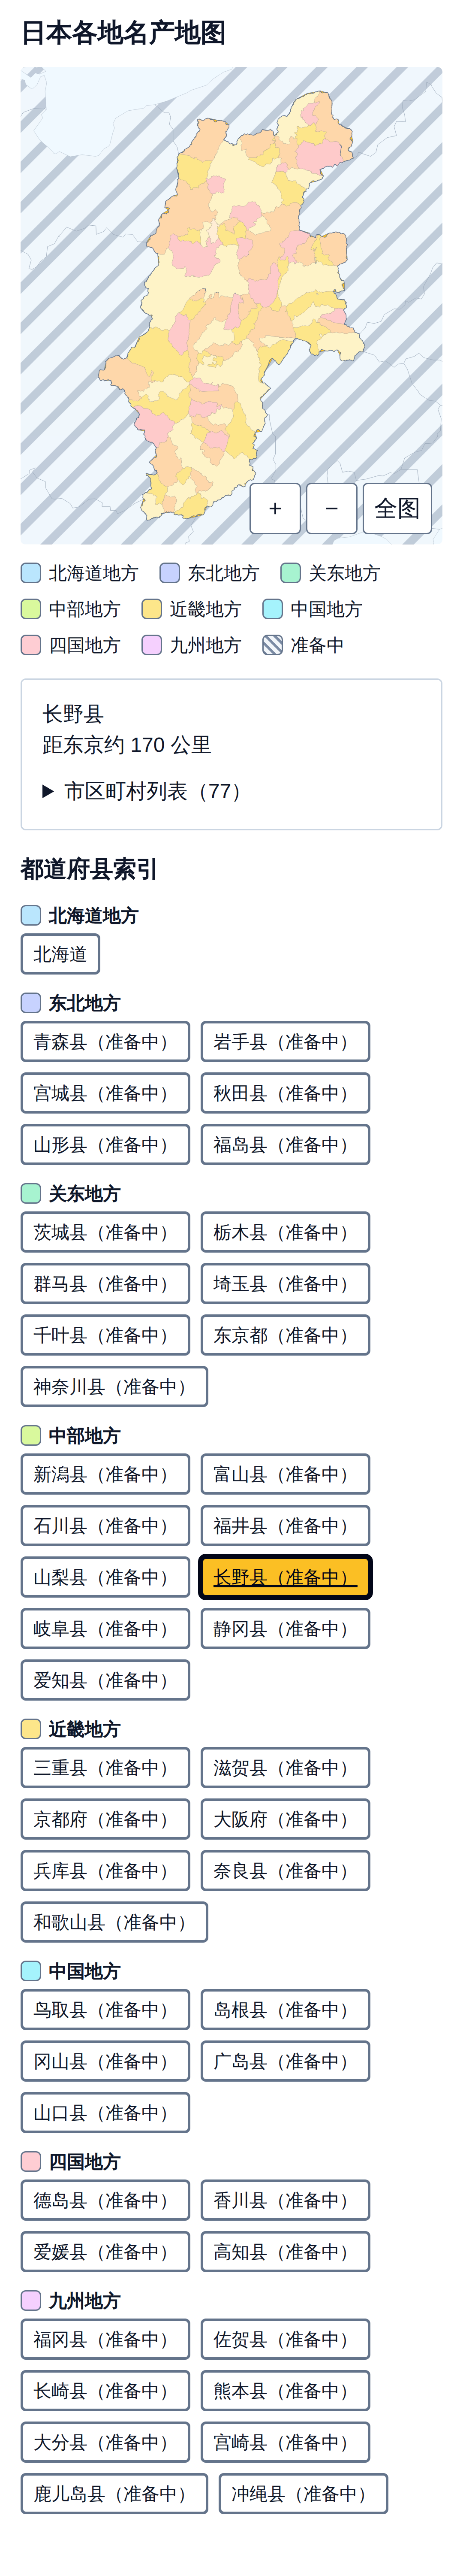 日本各地名产地图
+ − 全图
北海道地方 东北地方 关东地方
中部地方 近畿地方 中国地方
四国地方 九州地方 准备中
长野县
距东京约 170 公里
▶ 市区町村列表（77）
都道府县索引
北海道地方
北海道
东北地方
青森县（准备中） 岩手县（准备中）
宫城县（准备中） 秋田县（准备中）
山形县（准备中） 福岛县（准备中）
关东地方
茨城县（准备中） 栃木县（准备中）
群马县（准备中） 埼玉县（准备中）
千叶县（准备中） 东京都（准备中）
神奈川县（准备中）
中部地方
新潟县（准备中） 富山县（准备中）
石川县（准备中） 福井县（准备中）
山梨县（准备中） 长野县（准备中）
岐阜县（准备中） 静冈县（准备中）
爱知县（准备中）
近畿地方
三重县（准备中） 滋贺县（准备中）
京都府（准备中） 大阪府（准备中）
兵库县（准备中） 奈良县（准备中）
和歌山县（准备中）
中国地方
鸟取县（准备中） 岛根县（准备中）
冈山县（准备中） 广岛县（准备中）
山口县（准备中）
四国地方
德岛县（准备中） 香川县（准备中）
爱媛县（准备中） 高知县（准备中）
九州地方
福冈县（准备中） 佐贺县（准备中）
长崎县（准备中） 熊本县（准备中）
大分县（准备中） 宫崎县（准备中）
鹿儿岛县（准备中） 冲绳县（准备中）